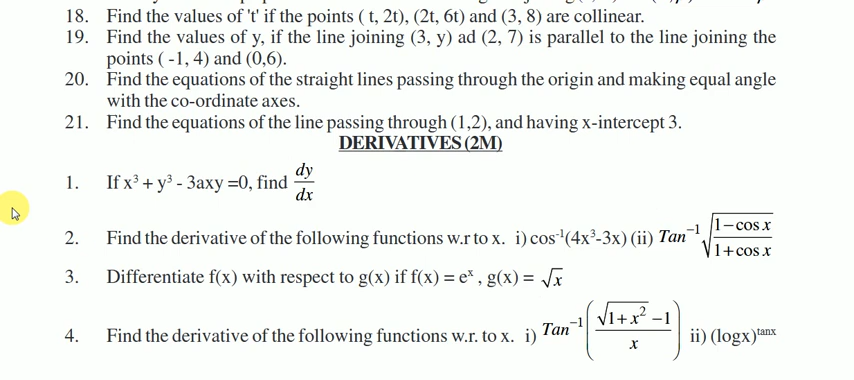 18. Find the values of 't' if the points ( t, 2t), (2t, 6t) and (3, 8) are collinear.
19. Find the values of y, if the line joining (3, y) ad (2, 7) is parallel to the line joining the
points ( -1, 4) and (0,6).
20. Find the equations of the straight lines passing through the origin and making equal angle
with the co-ordinate axes.
21. Find the equations of the line passing through (1,2), and having x-intercept 3.
DERIVATIVES (2M)
1. If x³ + y³ - 3axy =0, find dy/dx
2. Find the derivative of the following functions w.r to x. i) cos⁻¹(4x³-3x) (ii) Tan⁻¹ √((1−cos x)/(1+cos x))
3. Differentiate f(x) with respect to g(x) if f(x) = eˣ , g(x) = √x
4. Find the derivative of the following functions w.r. to x. i) Tan⁻¹ ((√(1+x²) −1)/x) ii) (logx)ᵗᵃⁿˣ